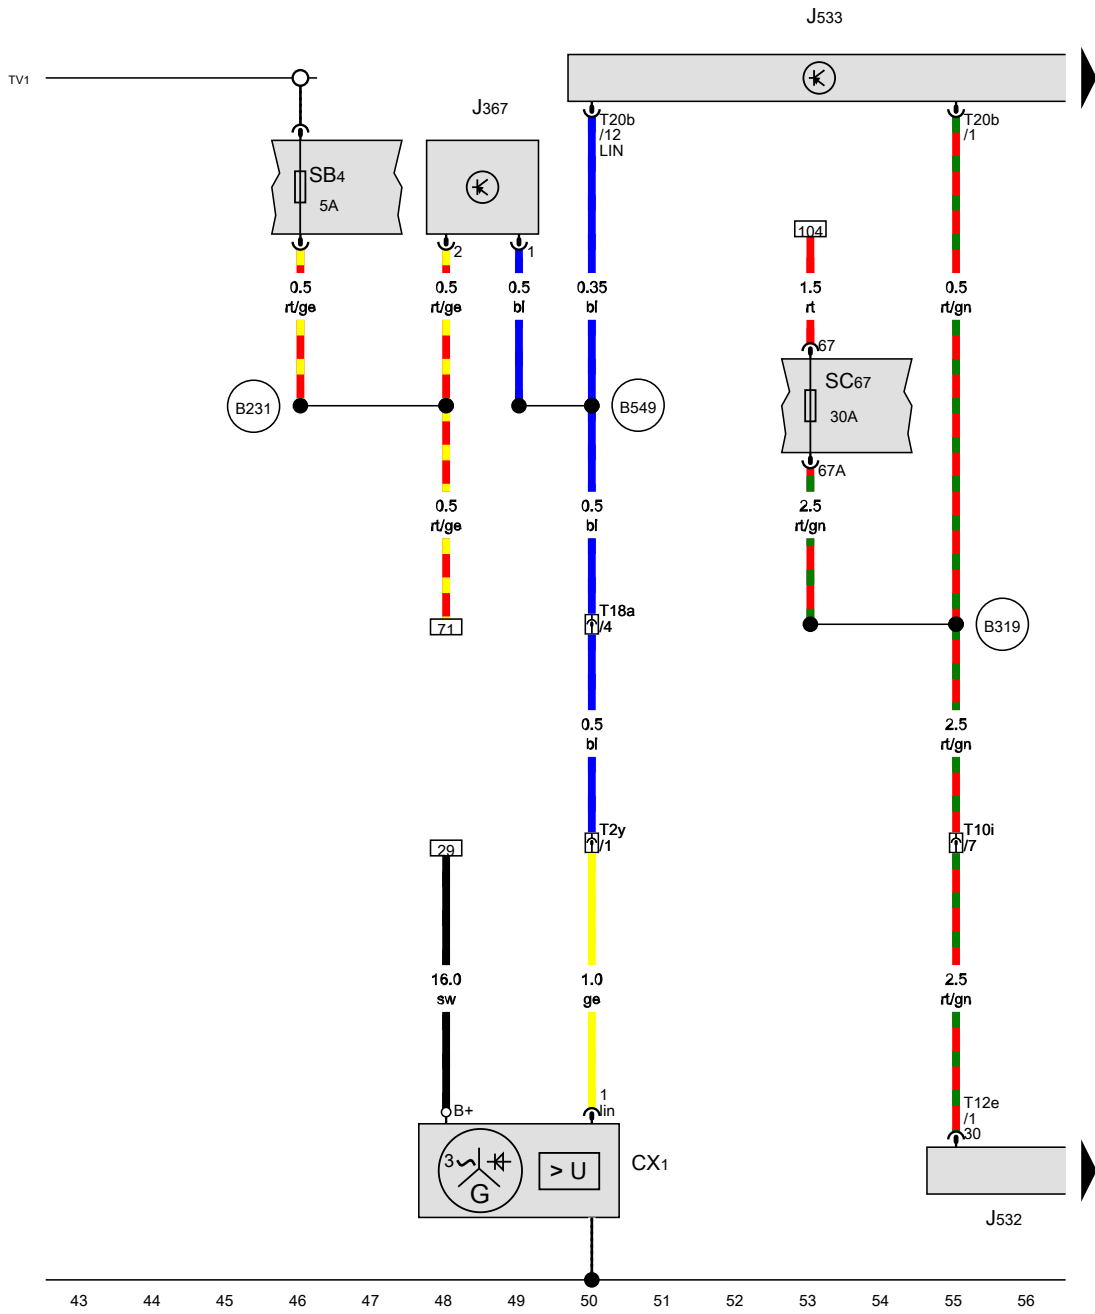 J533
TV1
J367
T20b
/12
LIN
T20b
/1
SB4
5A
104
2
1
0.5
rt/ge
0.5
rt/ge
0.5
bl
0.35
bl
1.5
rt
0.5
rt/gn
67
SC67
30A
B231
B549
67A
0.5
rt/ge
0.5
bl
2.5
rt/gn
T18a
/4
71
B319
0.5
bl
2.5
rt/gn
T2y
/1
T10i
/7
29
16.0
sw
1.0
ge
2.5
rt/gn
1
lin
B+
T12e
/1
30
3
G
> U
CX1
J532
43 44 45 46 47 48 49 50 51 52 53 54 55 56